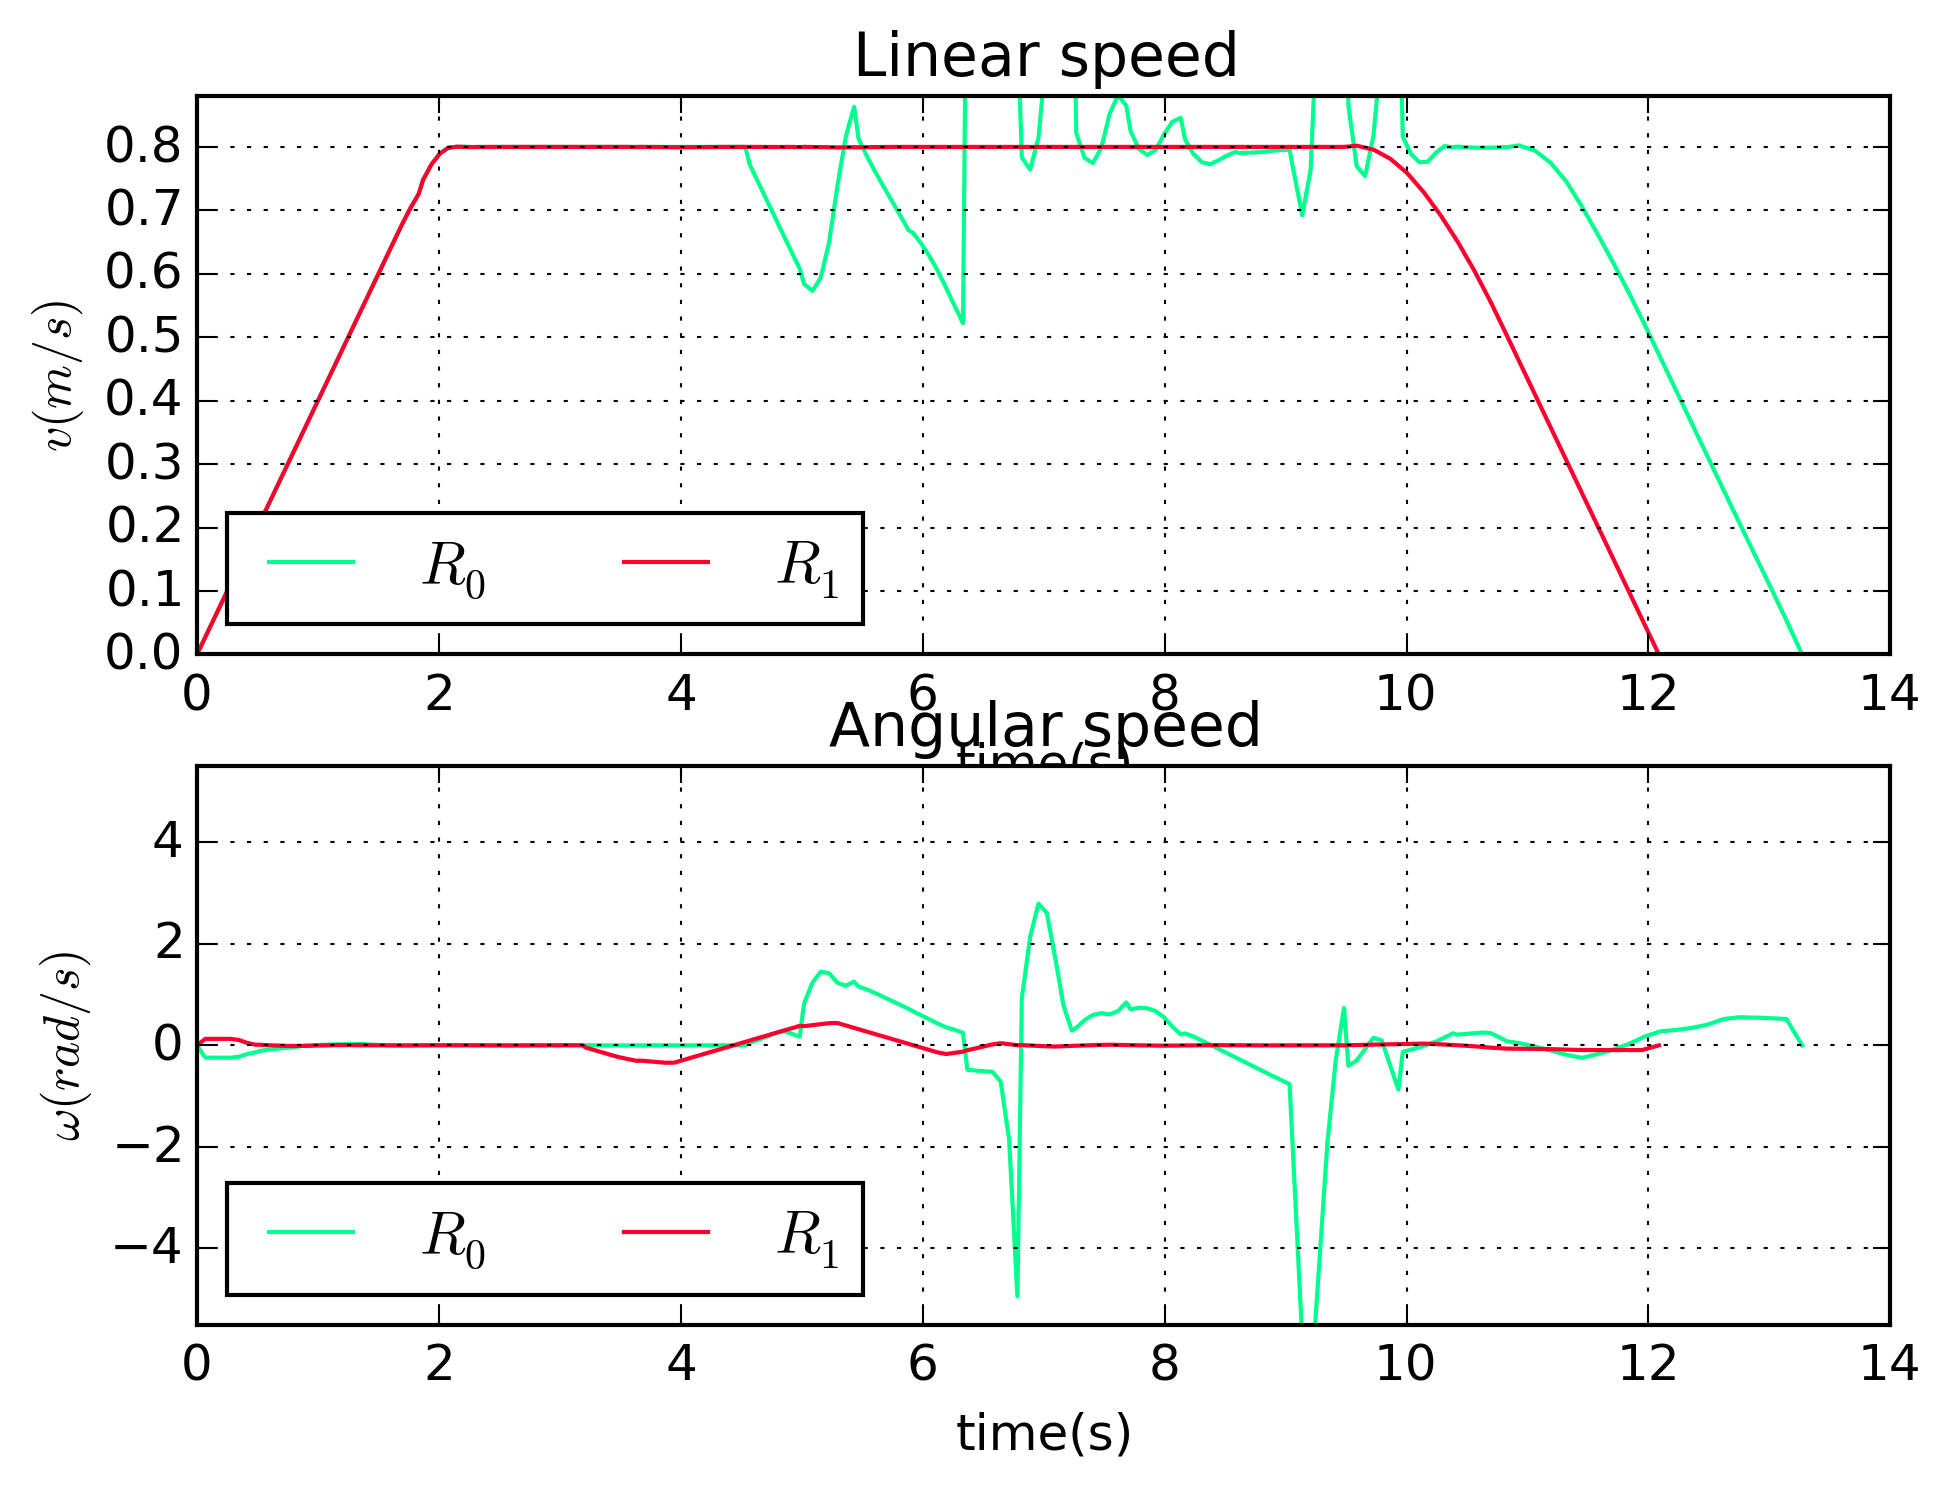 Linear speed
v(m/s)
0.8
0.7
0.6
0.5
0.4
0.3
0.2
0.1
0.0
R₀ R₁
0 2 4 6 8 10 12 14
time(s)
Angular speed
ω(rad/s)
4
2
0
−2
−4
R₀ R₁
0 2 4 6 8 10 12 14
time(s)